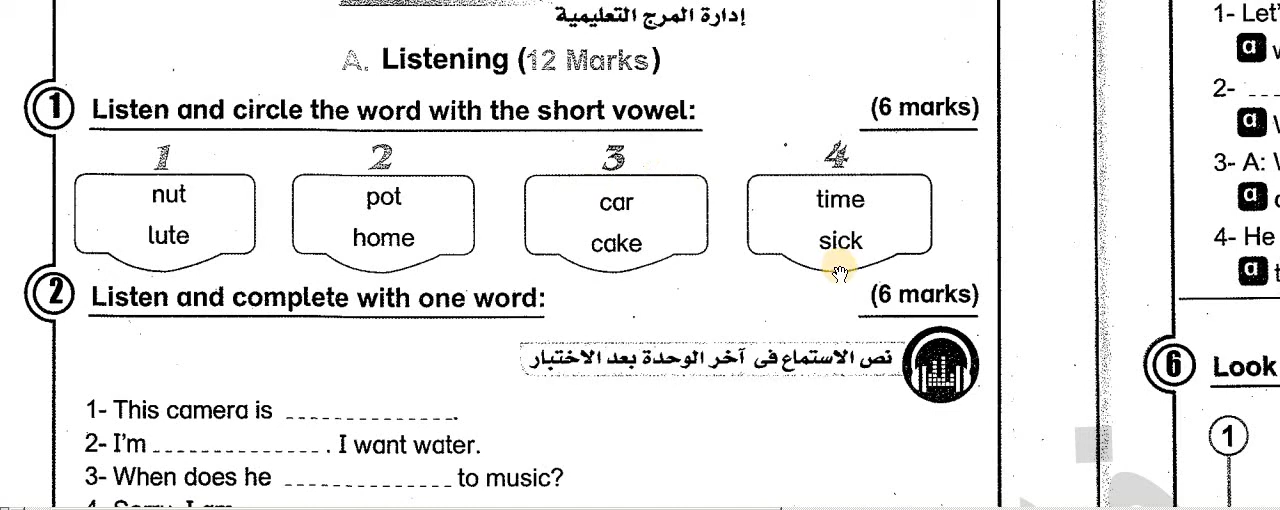 إدارة المرج التعليمية
A. Listening (12 Marks)
1 Listen and circle the word with the short vowel: (6 marks)
1 2 3 4
nut pot car time
lute home cake sick
2 Listen and complete with one word: (6 marks)
نص الاستماع فى آخر الوحدة بعد الاختبار
1- This camera is _ _ _ _ _ _ _ _ _ _ _ _ _.
2- I'm _ _ _ _ _ _ _ _ _ _ _ _ _ . I want water.
3- When does he _ _ _ _ _ _ _ _ _ _ _ _ _ to music?
1- Let'
a
2- _ _ _
a
3- A:
a
4- He
a t
6 Look
1